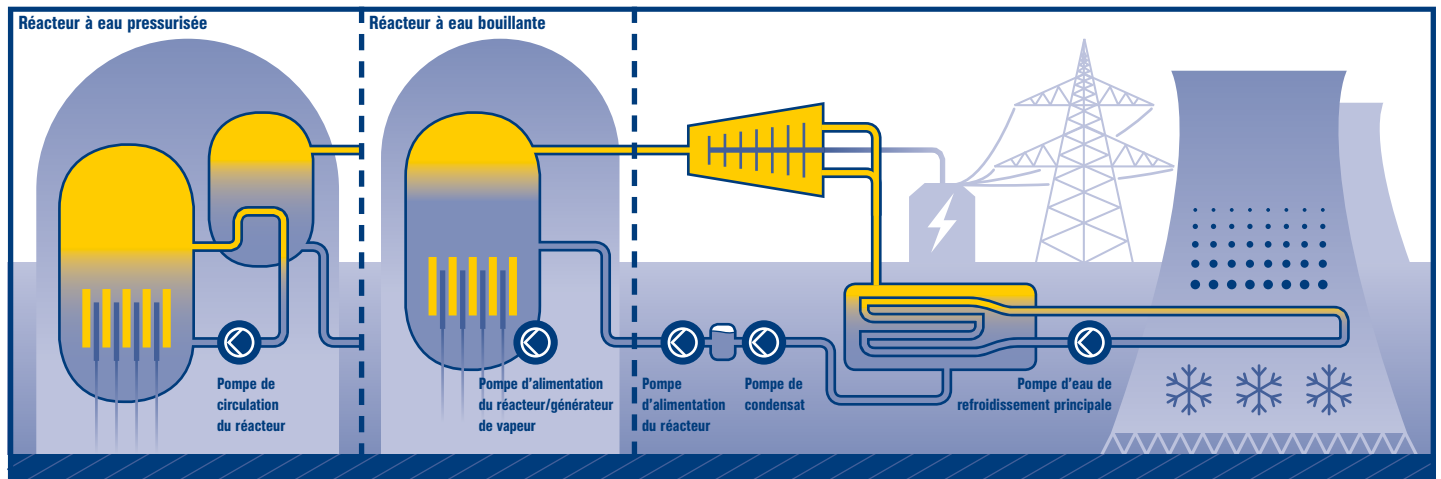 Réacteur à eau pressurisée
Réacteur à eau bouillante
Pompe de
circulation
du réacteur
Pompe d'alimentation
du réacteur/générateur
de vapeur
Pompe
d'alimentation
du réacteur
Pompe de
condensat
Pompe d'eau de
refroidissement principale